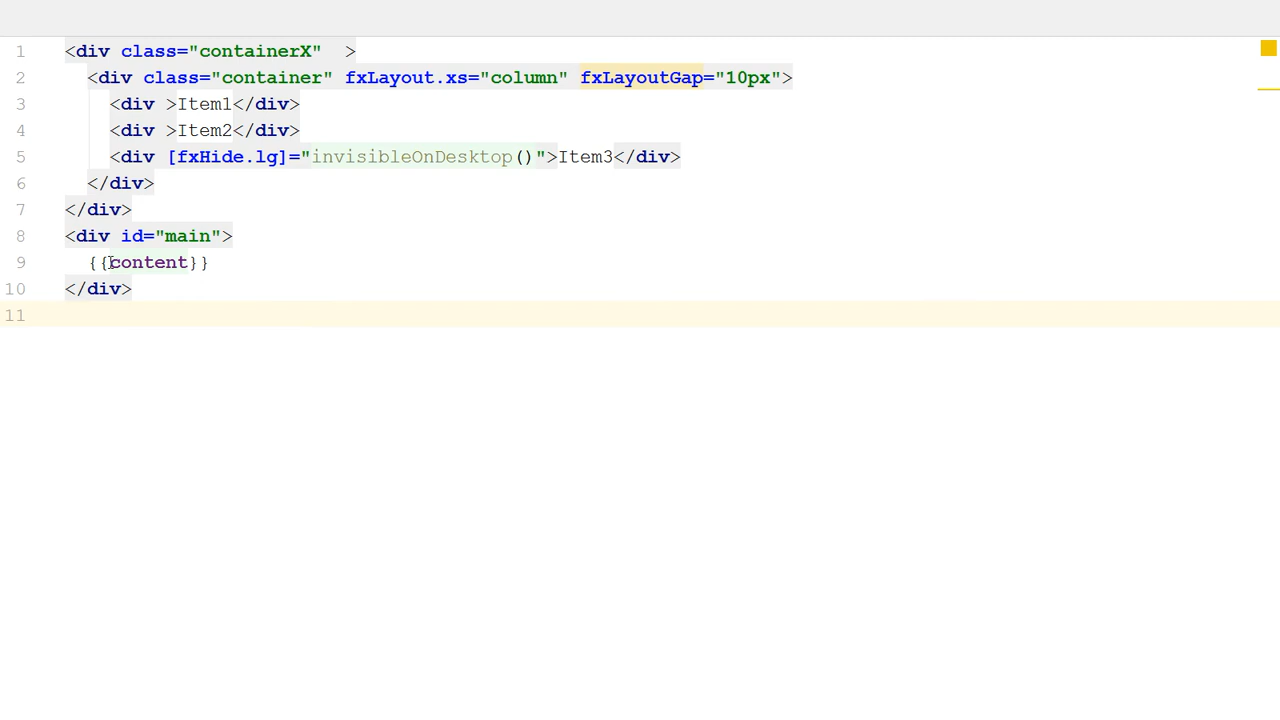 1 <div class="containerX"  >
2   <div class="container" fxLayout.xs="column" fxLayoutGap="10px">
3     <div >Item1</div>
4     <div >Item2</div>
5     <div [fxHide.lg]="invisibleOnDesktop()">Item3</div>
6   </div>
7 </div>
8 <div id="main">
9   {{content}}
10 </div>
11